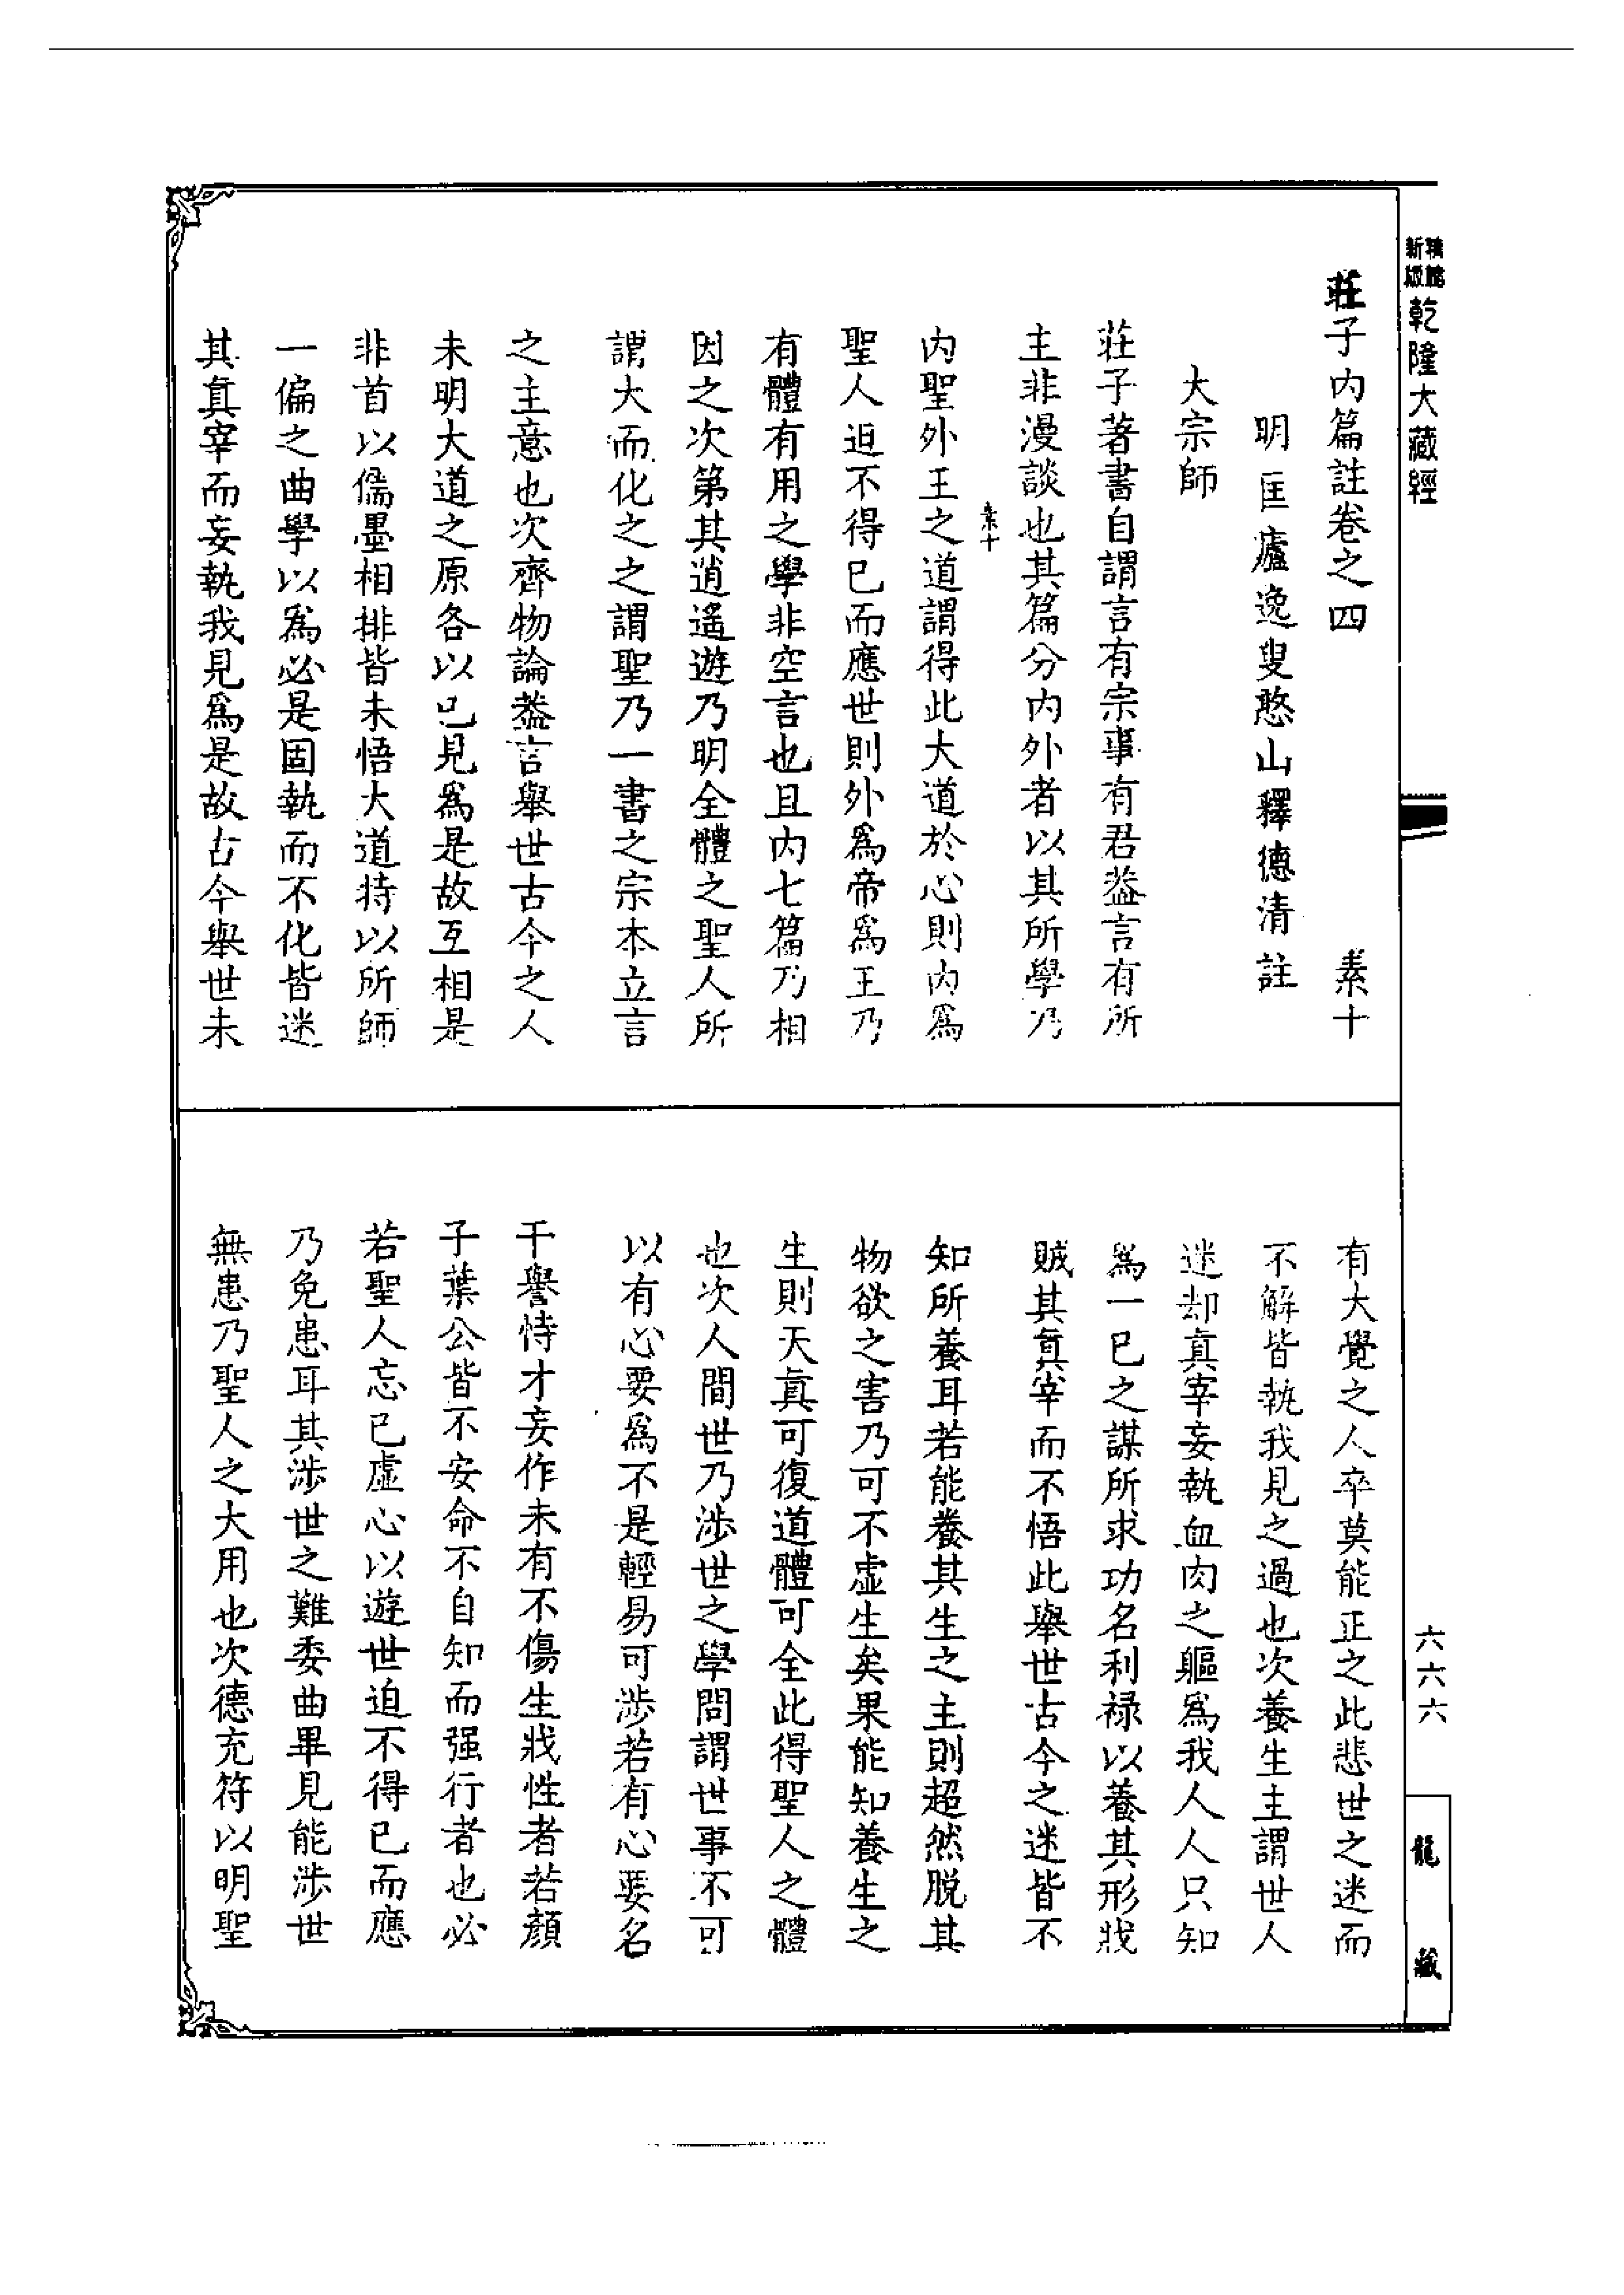 精縮
新版
乾隆大藏經
莊子內篇註卷之四 素十
明匡廬逸叟憨山釋德清註
大宗師
莊子著書自謂言有宗事有君葢言有所
主非漫談也其篇分內外者以其所學乃
素十
內聖外王之道謂得此大道於心則內爲
聖人迫不得已而應世則外爲帝爲王乃
有體有用之學非空言也且內七篇乃相
因之次第其逍遙遊乃明全體之聖人所
謂大而化之之謂聖乃一書之宗本立言
之主意也次齊物論葢言舉世古今之人
未明大道之原各以己見爲是故互相是
非首以儒墨相排皆未悟大道特以所師
一偏之曲學以爲必是固執而不化皆迷
其真宰而妄執我見爲是故古今舉世未
有大覺之人卒莫能正之此悲世之迷而
不解皆執我見之過也次養生主謂世人
迷却真宰妄執血肉之軀爲我人人只知
爲一已之謀所求功名利祿以養其形戕
賊其真宰而不悟此舉世古今之迷皆不
知所養耳若能養其生之主則超然脫其
物欲之害乃可不虛生矣果能知養生之
生則天真可復道體可全此得聖人之體
也次人間世乃涉世之學問謂世事不可
以有心要爲不是輕易可涉若有心要名
干譽恃才妄作未有不傷生戕性者若顏
子葉公皆不安命不自知而强行者也必
若聖人忘已虛心以遊世迫不得已而應
乃免患耳其涉世之難委曲畢見能涉世
無患乃聖人之大用也次德充符以明聖
六六六
龍藏